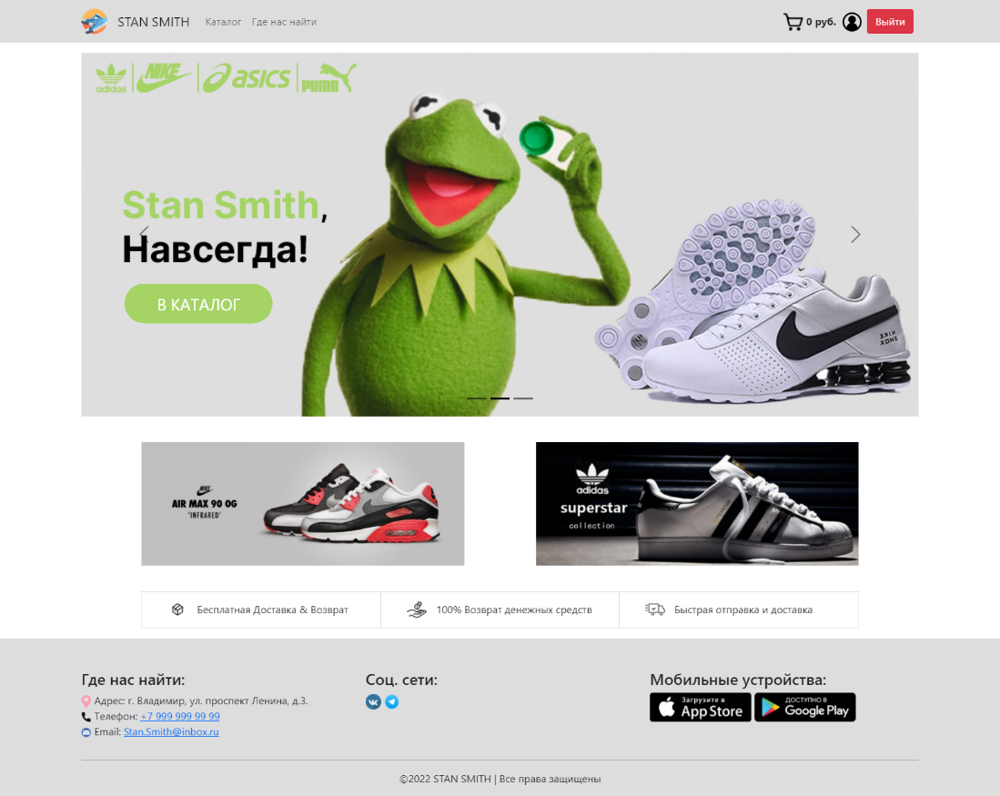 STAN SMITH Каталог Где нас найти 0 руб. Выйти
adidas NIKE asics PUMA
Stan Smith,
Навсегда!
В КАТАЛОГ
AIR MAX 90 OG
'INFRARED'
adidas
superstar
collection
Бесплатная Доставка & Возврат 100% Возврат денежных средств Быстрая отправка и доставка
Где нас найти: Соц. сети: Мобильные устройства:
Адрес: г. Владимир, ул. проспект Ленина, д.3.
Телефон: +7 999 999 99 99
Email: Stan.Smith@inbox.ru
Загрузите в
App Store
ДОСТУПНО В
Google Play
©2022 STAN SMITH | Все права защищены